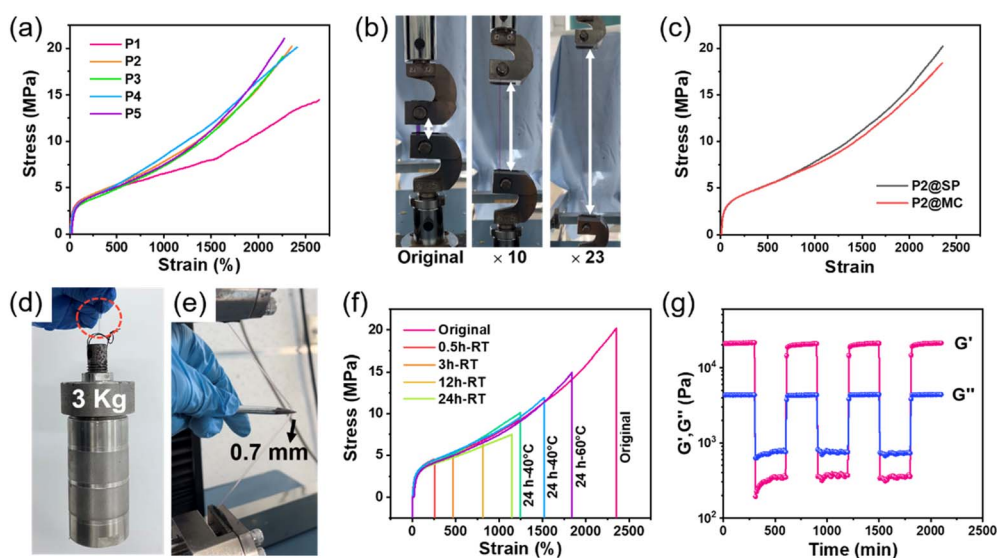 (a)
Stress (MPa)
20
15
10
5
0
P1
P2
P3
P4
P5
0 500 1000 1500 2000 2500
Strain (%)
(b)
Original × 10 × 23
(c)
Stress (MPa)
25
20
15
10
5
0
P2@SP
P2@MC
0 500 1000 1500 2000 2500
Strain
(d)
3 Kg
(e)
0.7 mm
(f)
Stress (MPa)
20
15
10
5
0
Original
0.5h-RT
3h-RT
12h-RT
24h-RT
24 h-40°C
24 h-40°C
24 h-60°C
Original
0 500 1000 1500 2000 2500
Strain (%)
(g)
G',G'' (Pa)
10⁴
10³
10²
G'
G''
0 500 1000 1500 2000
Time (min)